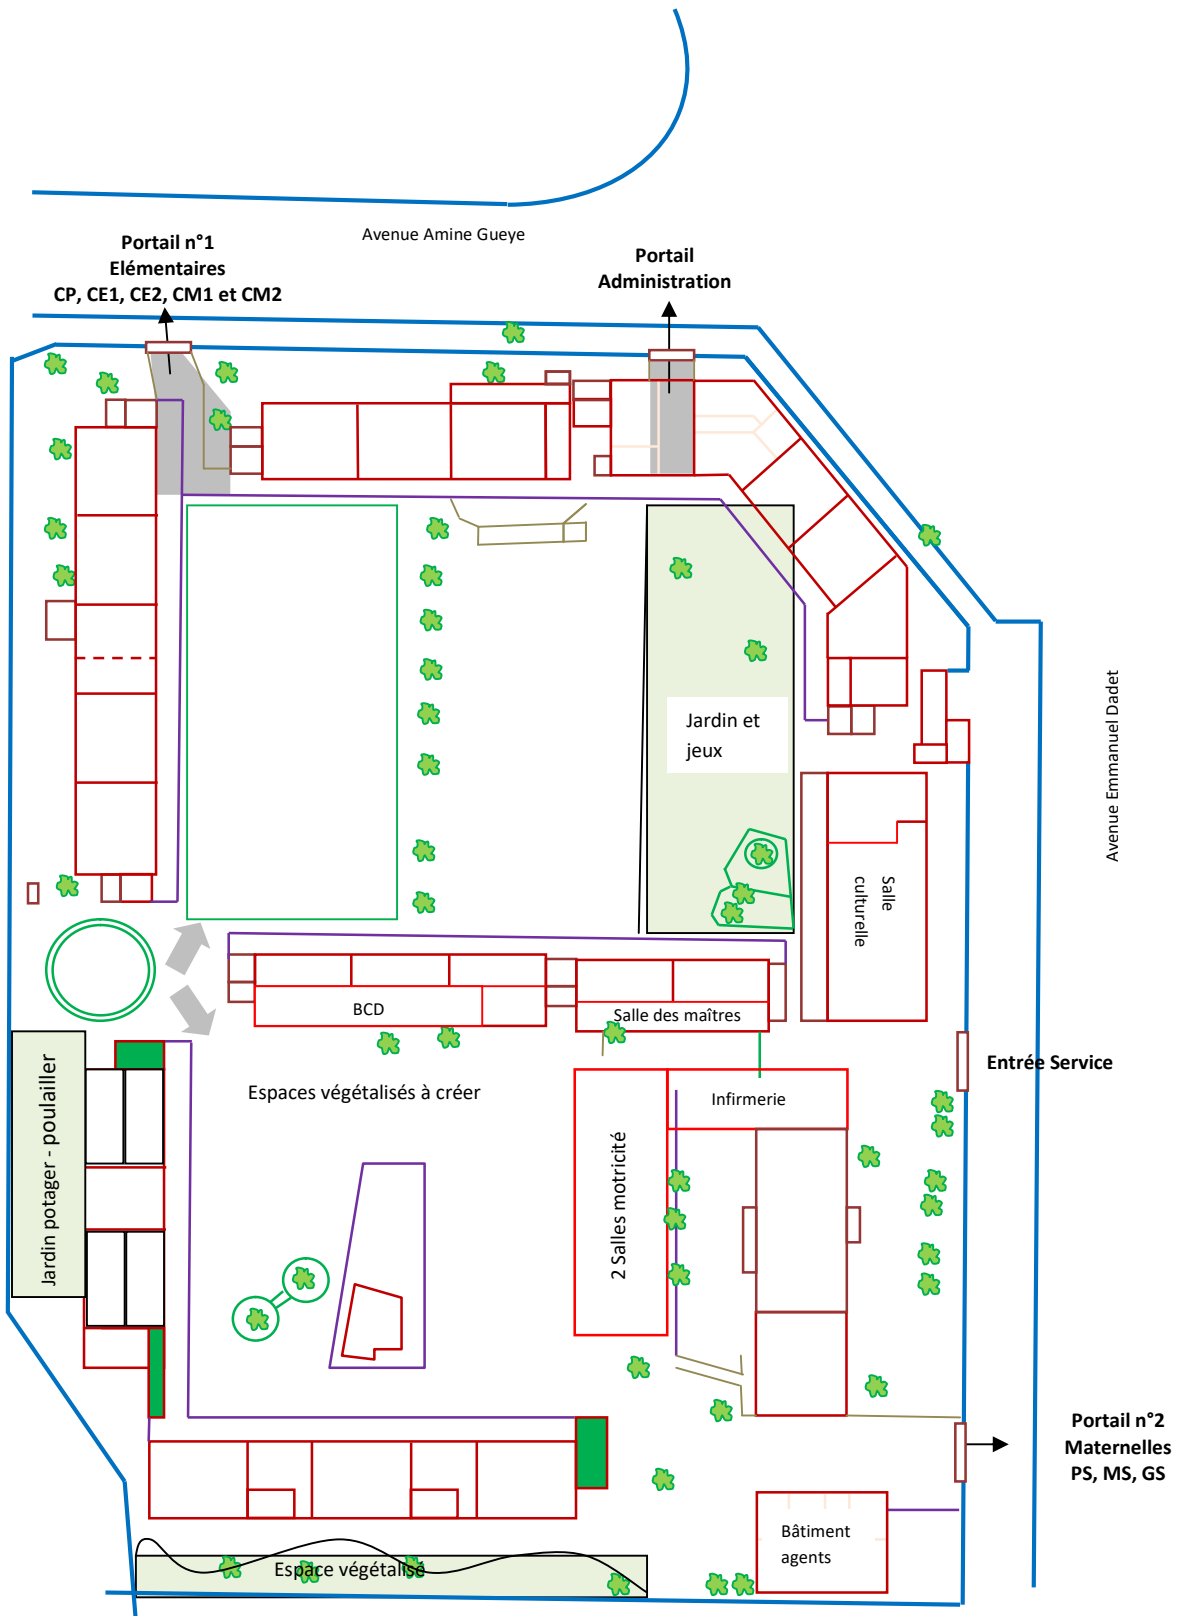 Avenue Amine Gueye
Portail n°1
Elémentaires
CP, CE1, CE2, CM1 et CM2
Portail
Administration
Jardin et
jeux
Avenue Emmanuel Dadet
Salle
culturelle
BCD
Salle des maîtres
Entrée Service
Espaces végétalisés à créer
Infirmerie
Jardin potager - poulailler
2 Salles motricité
Portail n°2
Maternelles
PS, MS, GS
Bâtiment
agents
Espace végétalisé